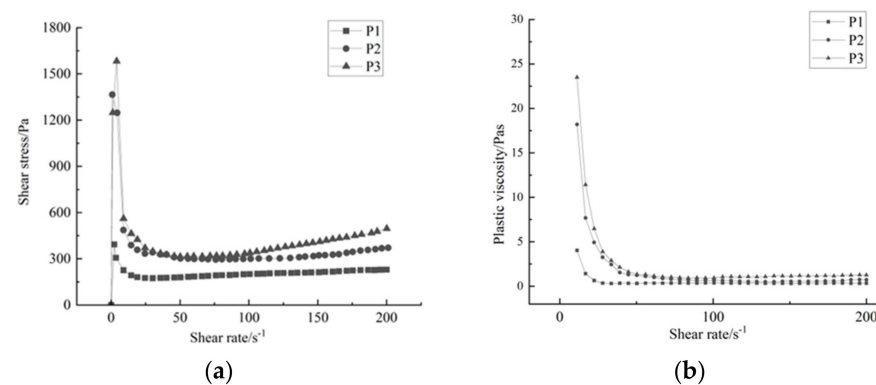 1800
1500
1200
900
600
300
0
Shear stress/Pa
P1
P2
P3
0 50 100 150 200
Shear rate/s⁻¹
(a)
30
25
20
15
10
5
0
Plastic viscosity/Pas
P1
P2
P3
0 100 200
Shear rate/s⁻¹
(b)